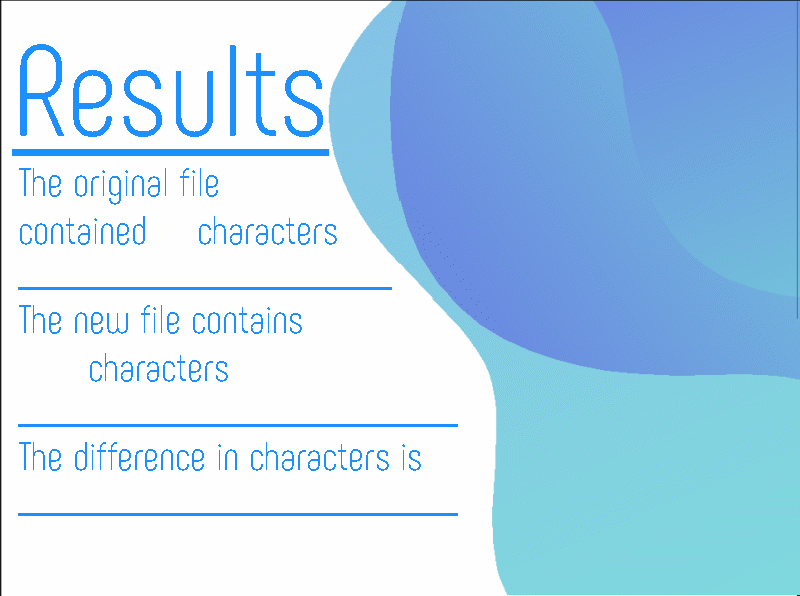 Results
The original file
contained characters
The new file contains
characters
The difference in characters is